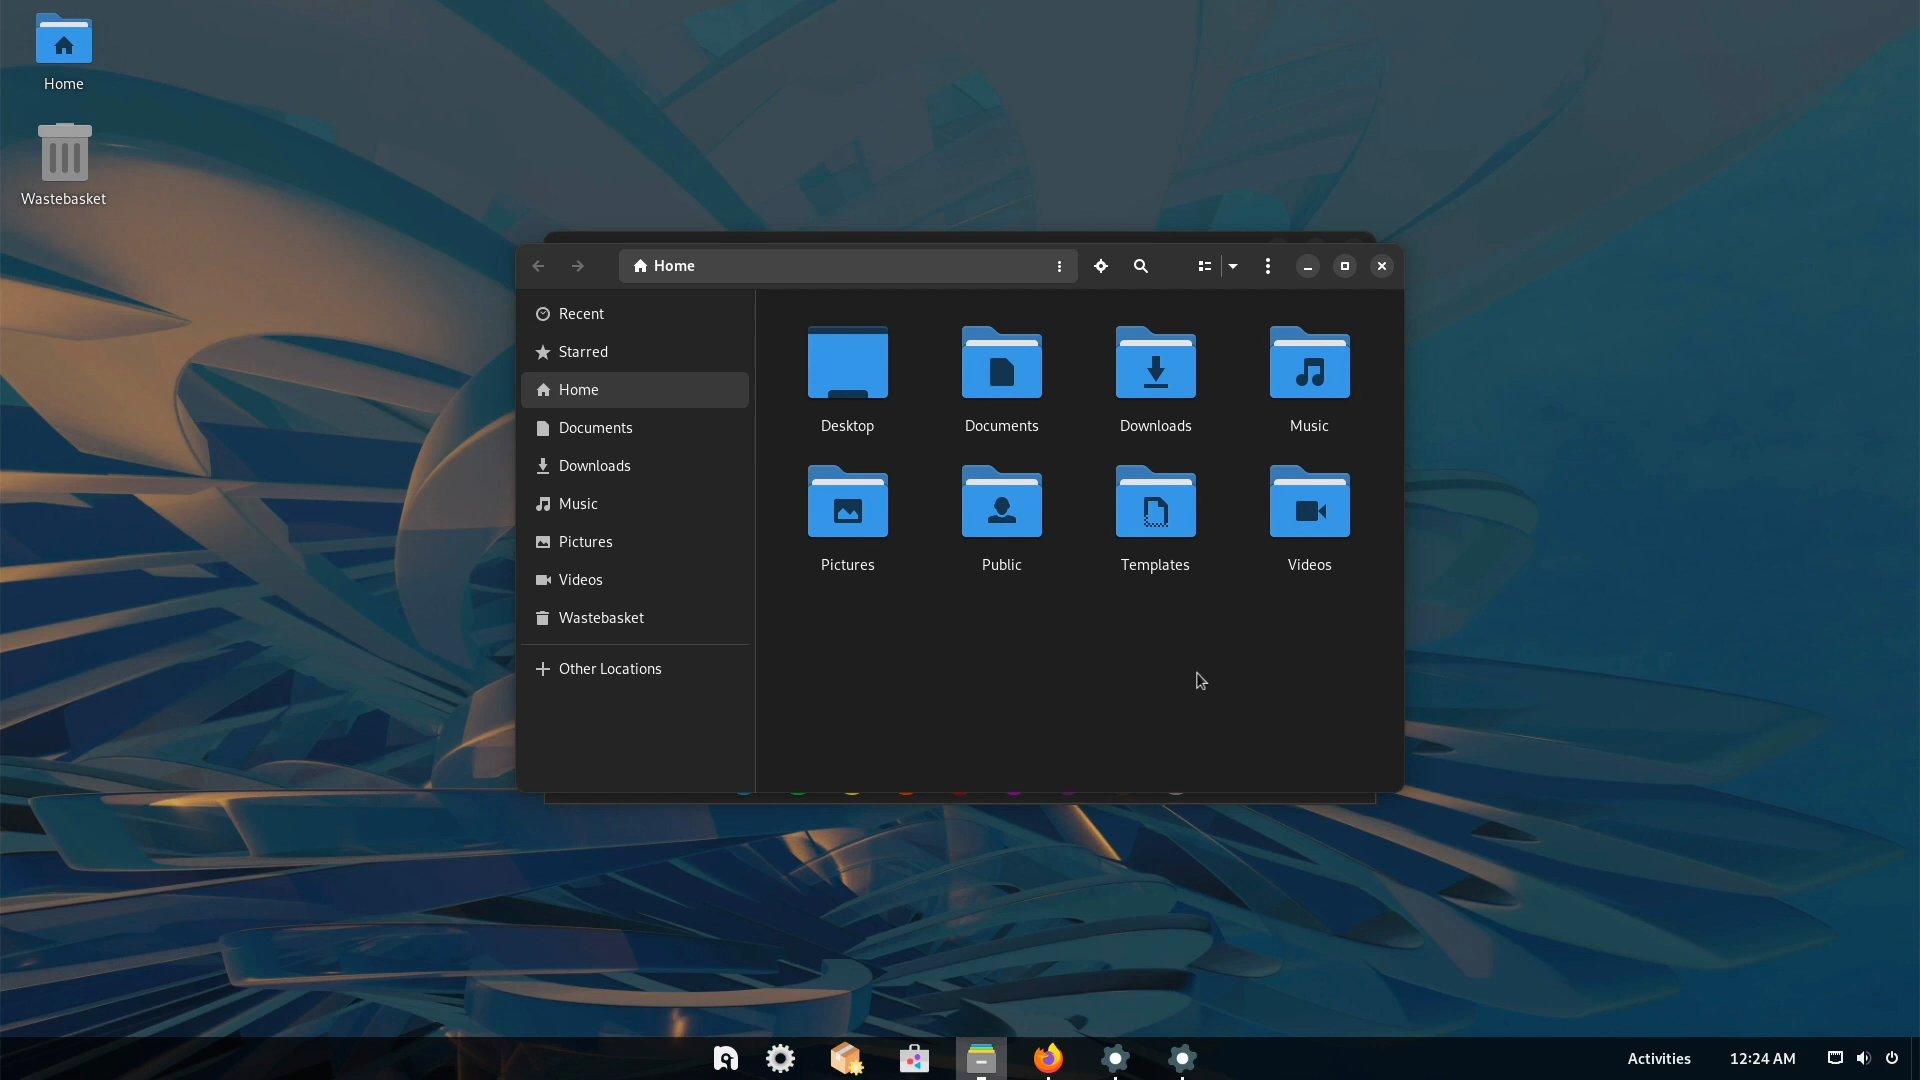 Home
Wastebasket
Home
Recent
Starred
Home
Documents
Downloads
Music
Pictures
Videos
Wastebasket
Other Locations
Desktop
Documents
Downloads
Music
Pictures
Public
Templates
Videos
Activities
12:24 AM